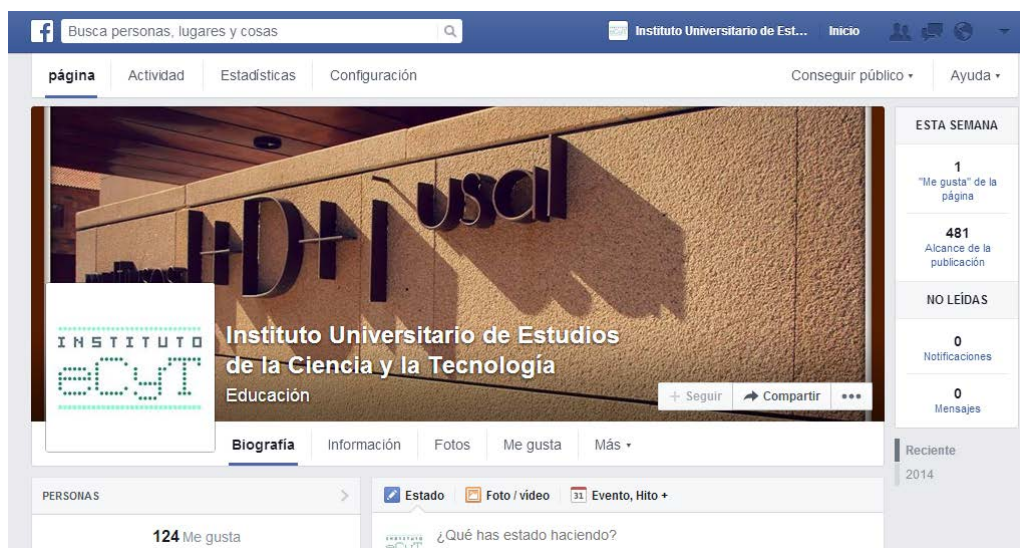 f
Busca personas, lugares y cosas
Instituto Universitario de Est...
Inicio
página
Actividad
Estadísticas
Configuración
Conseguir público
Ayuda
I+D+I usal
INSTITUTO
eCyT
Instituto Universitario de Estudios
de la Ciencia y la Tecnología
Educación
+ Seguir
Compartir
•••
Biografía
Información
Fotos
Me gusta
Más
ESTA SEMANA
1
"Me gusta" de la
página
481
Alcance de la
publicación
NO LEÍDAS
0
Notificaciones
0
Mensajes
Reciente
2014
PERSONAS
124 Me gusta
Estado
Foto / vídeo
31
Evento, Hito +
INSTITUTO
¿Qué has estado haciendo?